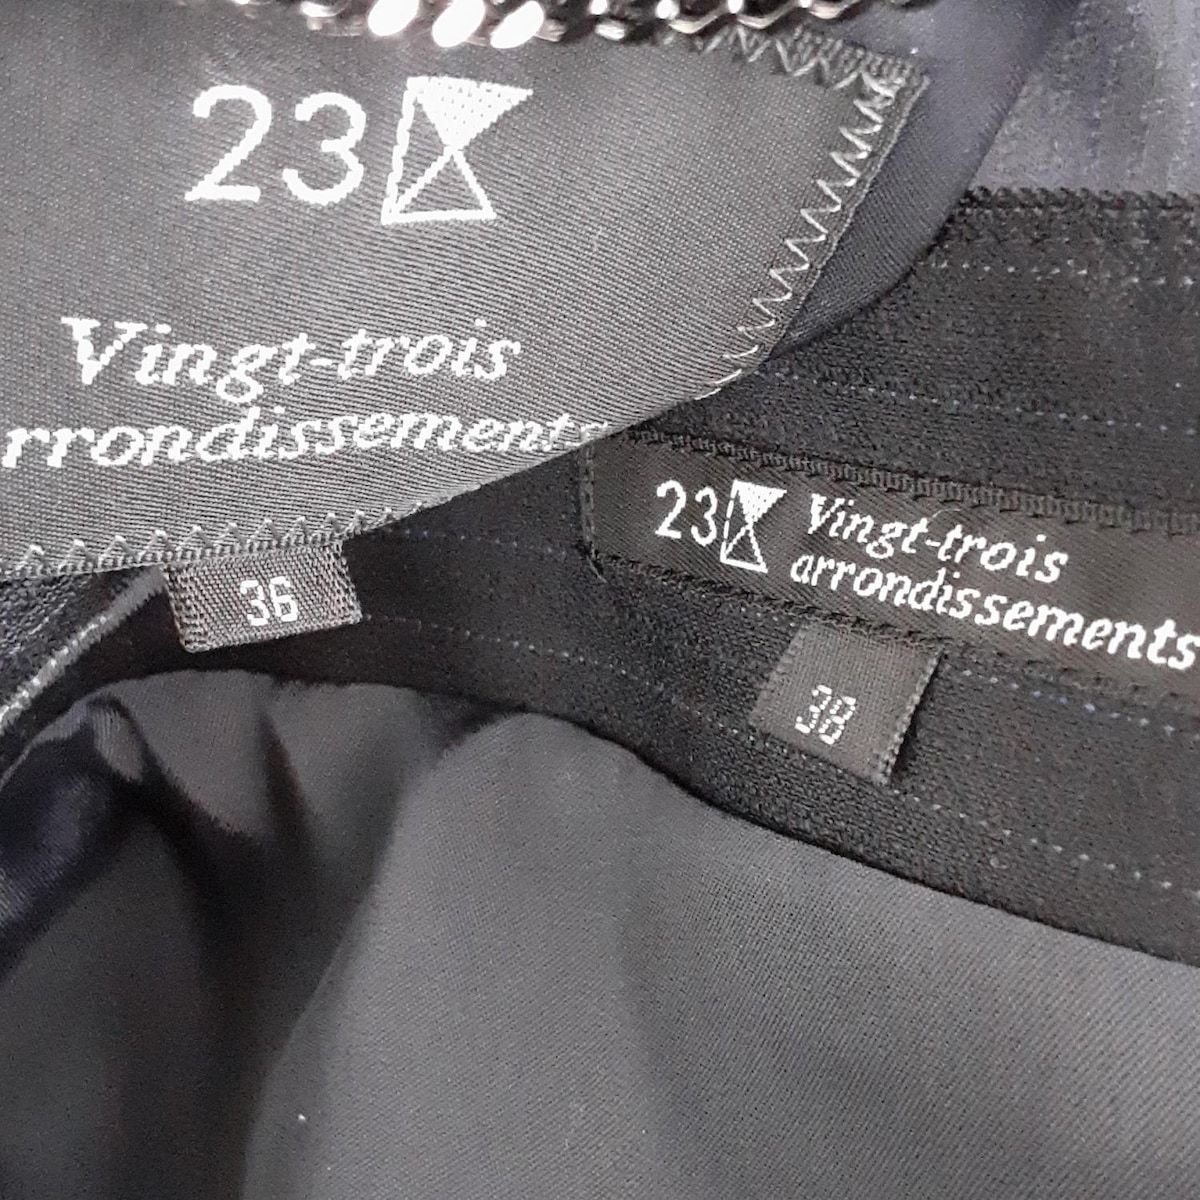 23
Vingt-trois
arrondissements
36
23
Vingt-trois
arrondissements
38